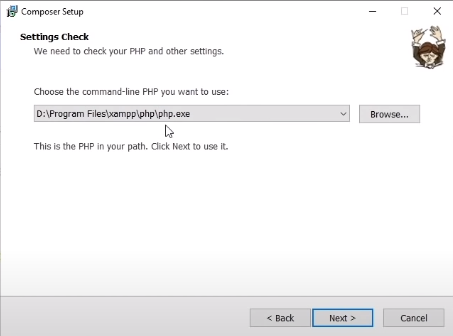 Composer Setup
Settings Check
We need to check your PHP and other settings.
Choose the command-line PHP you want to use:
D:\Program Files\xampp\php\php.exe
Browse...
This is the PHP in your path. Click Next to use it.
< Back
Next >
Cancel